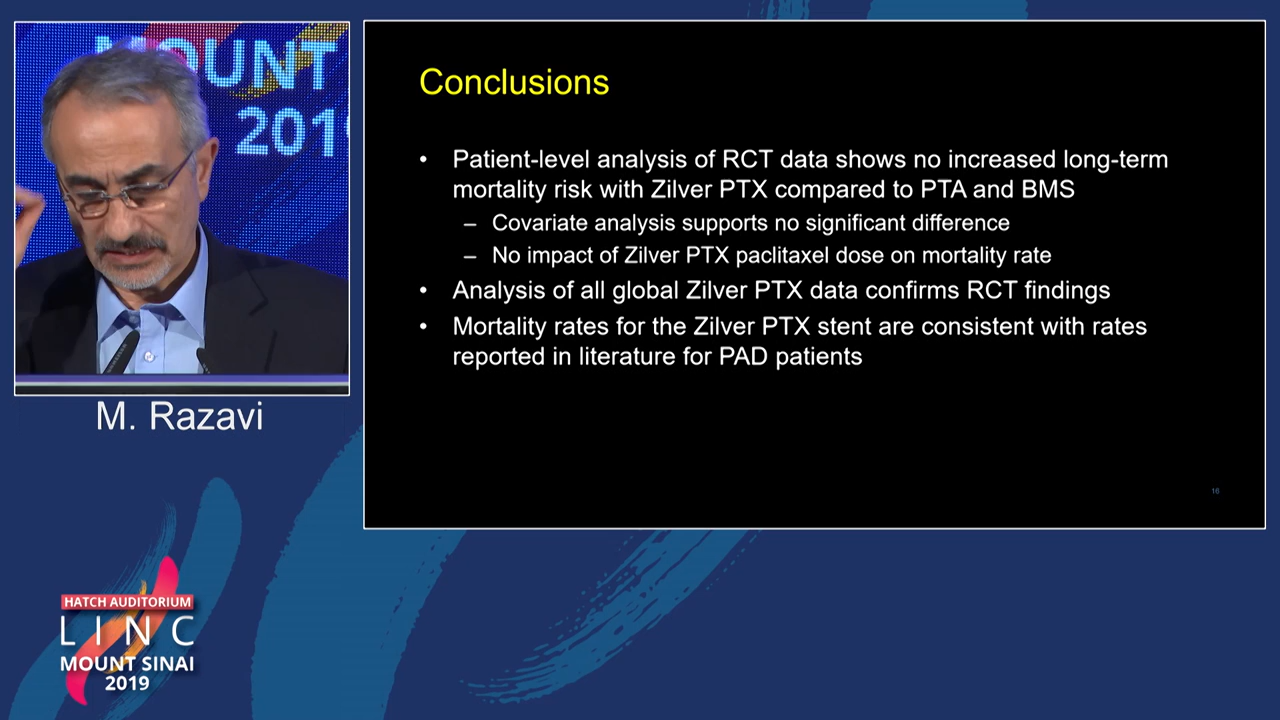 MOUNT
2019
M. Razavi
HATCH AUDITORIUM
LINC
MOUNT SINAI
2019
Conclusions
• Patient-level analysis of RCT data shows no increased long-term
mortality risk with Zilver PTX compared to PTA and BMS
– Covariate analysis supports no significant difference
– No impact of Zilver PTX paclitaxel dose on mortality rate
• Analysis of all global Zilver PTX data confirms RCT findings
• Mortality rates for the Zilver PTX stent are consistent with rates
reported in literature for PAD patients
16